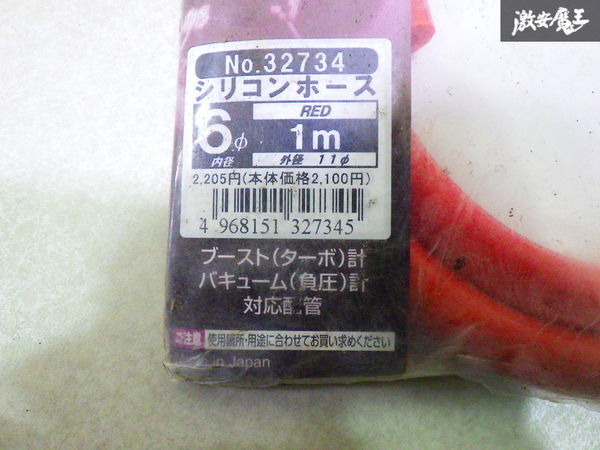 激安魔王
No.32734
シリコンホース
RED
6φ 1m
内径 外径 11φ
2,205円(本体価格2,100円)
4 968151 327345
ブースト(ターボ)計
バキューム(負圧)計
対応配管
ご注意 使用箇所・用途に合わせてお買い求めください
in Japan